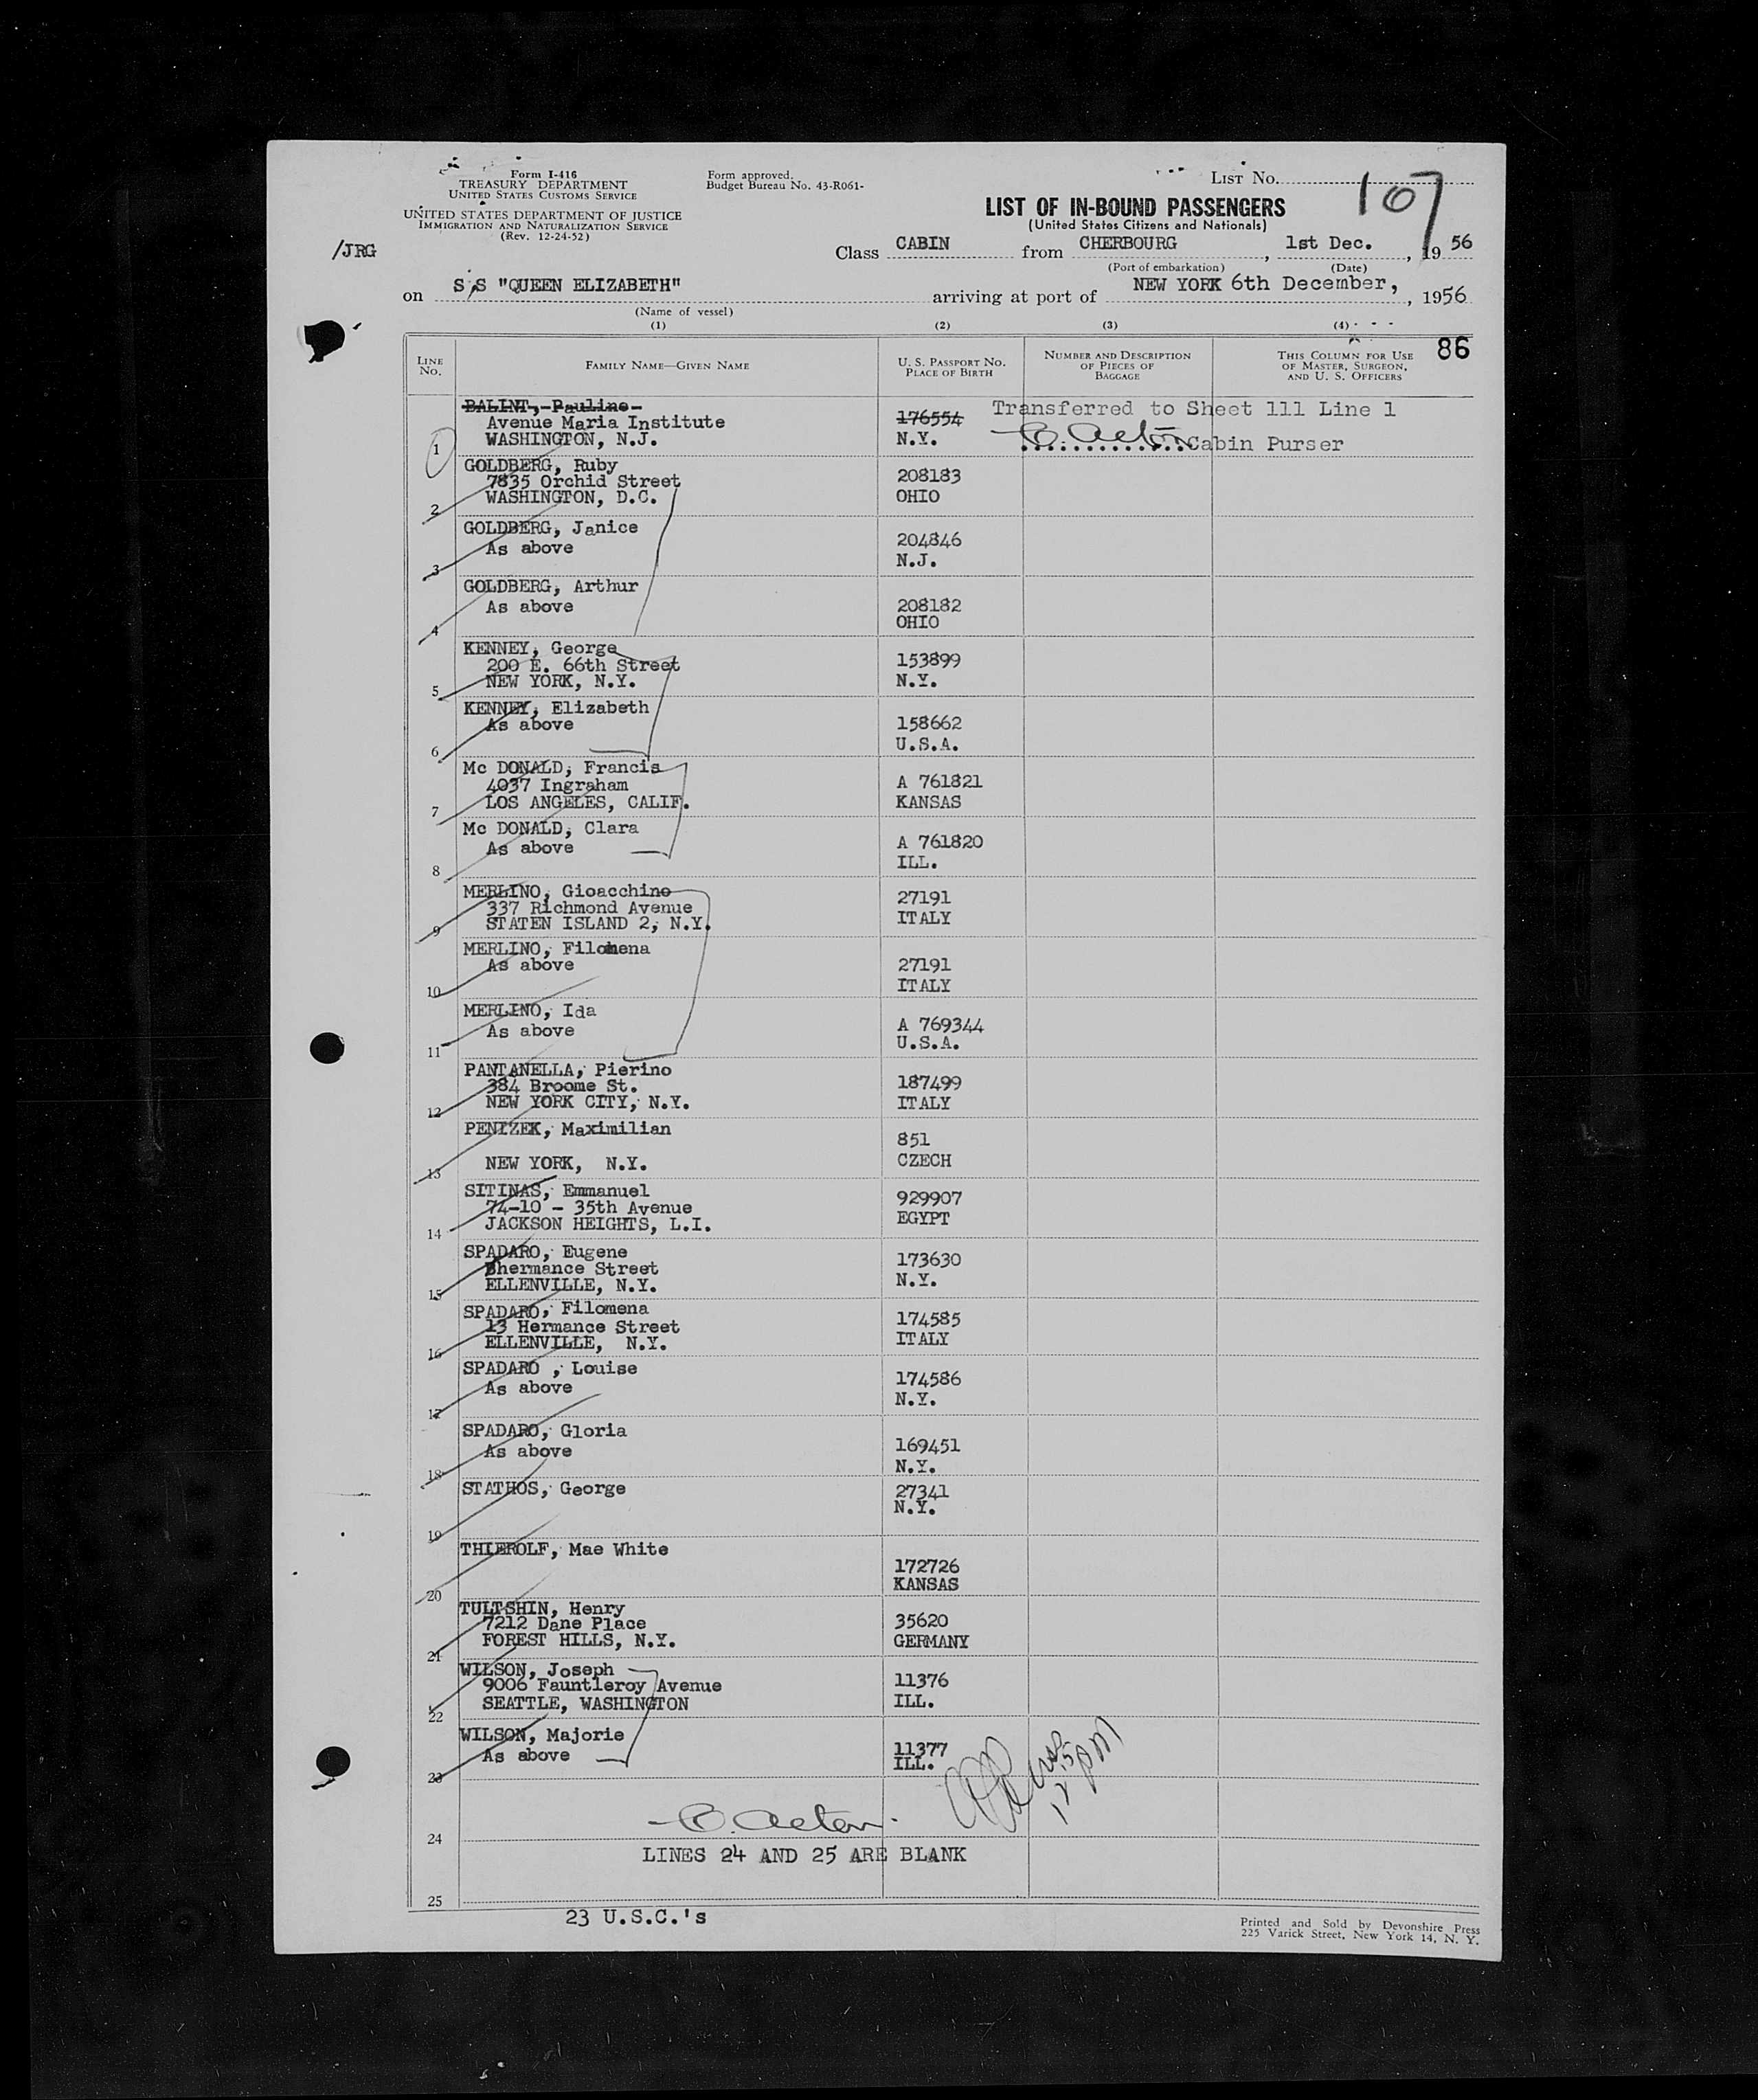 Form I-416
TREASURY DEPARTMENT
UNITED STATES CUSTOMS SERVICE
UNITED STATES DEPARTMENT OF JUSTICE
IMMIGRATION AND NATURALIZATION SERVICE
(Rev. 12-24-52)
/JRG
Form approved.
Budget Bureau No. 43-R061-
LIST No. 107
LIST OF IN-BOUND PASSENGERS
(United States Citizens and Nationals)
Class CABIN from CHERBOURG, 1st Dec., 1956
(Port of embarkation) (Date)
on S/S "QUEEN ELIZABETH" arriving at port of NEW YORK 6th December, , 1956
(Name of vessel)
(1) (2) (3) (4)
86
LINE No. FAMILY NAME—GIVEN NAME U. S. PASSPORT No. PLACE OF BIRTH NUMBER AND DESCRIPTION OF PIECES OF BAGGAGE THIS COLUMN FOR USE OF MASTER, SURGEON, AND U. S. OFFICERS
1 BALINT, Pauline 176554 Transferred to Sheet 111 Line 1
Avenue Maria Institute
WASHINGTON, N.J. N.Y. B. Acton Cabin Purser
2 GOLDBERG, Ruby 208183
7835 Orchid Street
WASHINGTON, D.C. OHIO
3 GOLDBERG, Janice 204846
As above N.J.
4 GOLDBERG, Arthur 208182
As above OHIO
5 KENNEY, George 153899
200 E. 66th Street
NEW YORK, N.Y. N.Y.
6 KENNEY, Elizabeth 158662
As above U.S.A.
7 Mc DONALD, Francis A 761821
4037 Ingraham
LOS ANGELES, CALIF. KANSAS
8 Mc DONALD, Clara A 761820
As above ILL.
9 MERLINO, Gioacchino 27191
337 Richmond Avenue
STATEN ISLAND 2, N.Y. ITALY
10 MERLINO, Filomena 27191
As above ITALY
11 MERLINO, Ida A 769344
As above U.S.A.
12 PANTANELLA, Pierino 187499
384 Broome St.
NEW YORK CITY, N.Y. ITALY
13 PENIZEK, Maximilian 851
NEW YORK, N.Y. CZECH
14 SITINAS, Emmanuel 929907
74-10 - 35th Avenue
JACKSON HEIGHTS, L.I. EGYPT
15 SPADARO, Eugene 173630
Bhermance Street
ELLENVILLE, N.Y. N.Y.
16 SPADARO, Filomena 174585
13 Hermance Street
ELLENVILLE, N.Y. ITALY
17 SPADARO , Louise 174586
As above N.Y.
18 SPADARO, Gloria 169451
As above N.Y.
19 STATHOS, George 27341
N.Y.
20 THIEROLF, Mae White 172726
KANSAS
21 TULTSHIN, Henry 35620
7212 Dane Place
FOREST HILLS, N.Y. GERMANY
22 WILSON, Joseph 11376
9006 Fauntleroy Avenue
SEATTLE, WASHINGTON ILL.
23 WILSON, Majorie 11377
As above ILL.
B. Acton
24
LINES 24 AND 25 ARE BLANK
25
23 U.S.C.'s
Printed and Sold by Devonshire Press
225 Varick Street, New York 14, N. Y.